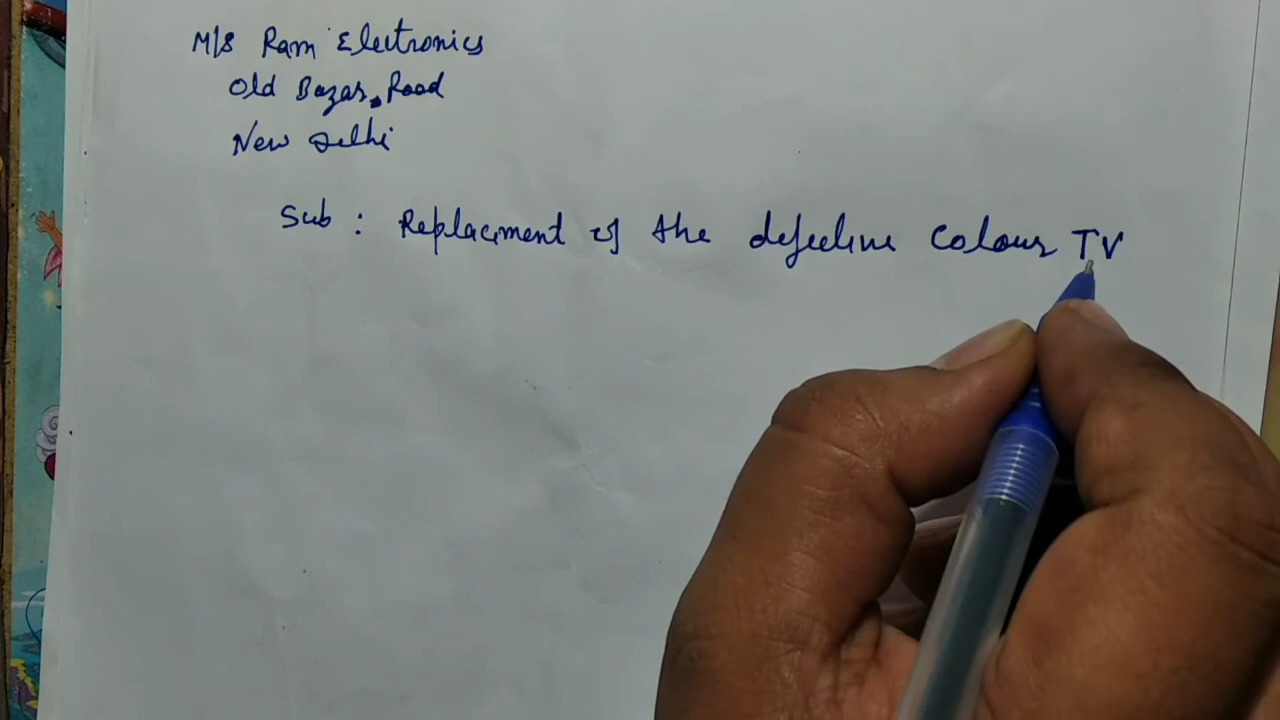 M/S Ram Electronics
Old Bazar, Road
New Delhi
Sub : Replacement of the defective Colour TV